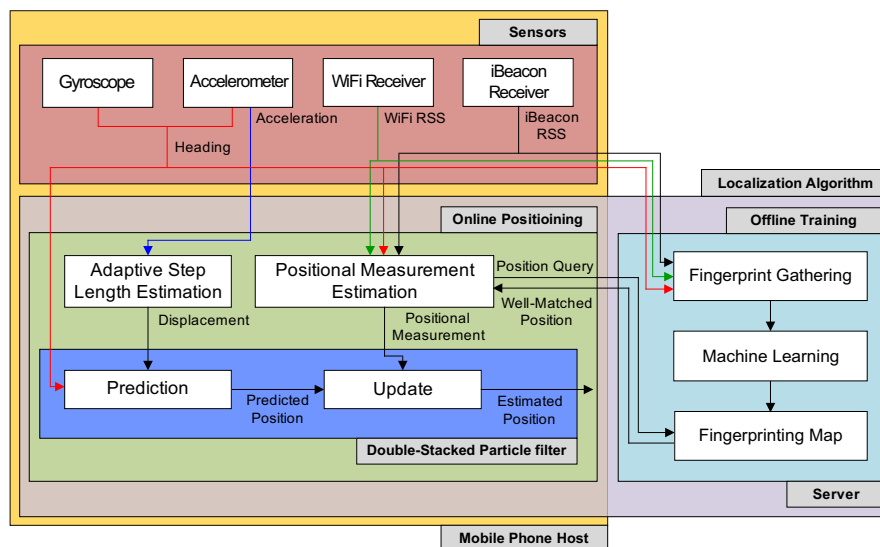 Sensors
Gyroscope
Accelerometer
WiFi Receiver
iBeacon
Receiver
Acceleration
WiFi RSS
iBeacon
RSS
Heading
Localization Algorithm
Online Positioining
Offline Training
Adaptive Step
Length Estimation
Positional Measurement
Estimation
Position Query
Well-Matched
Position
Fingerprint Gathering
Displacement
Positional
Measurement
Machine Learning
Prediction
Predicted
Position
Update
Estimated
Position
Fingerprinting Map
Double-Stacked Particle filter
Server
Mobile Phone Host